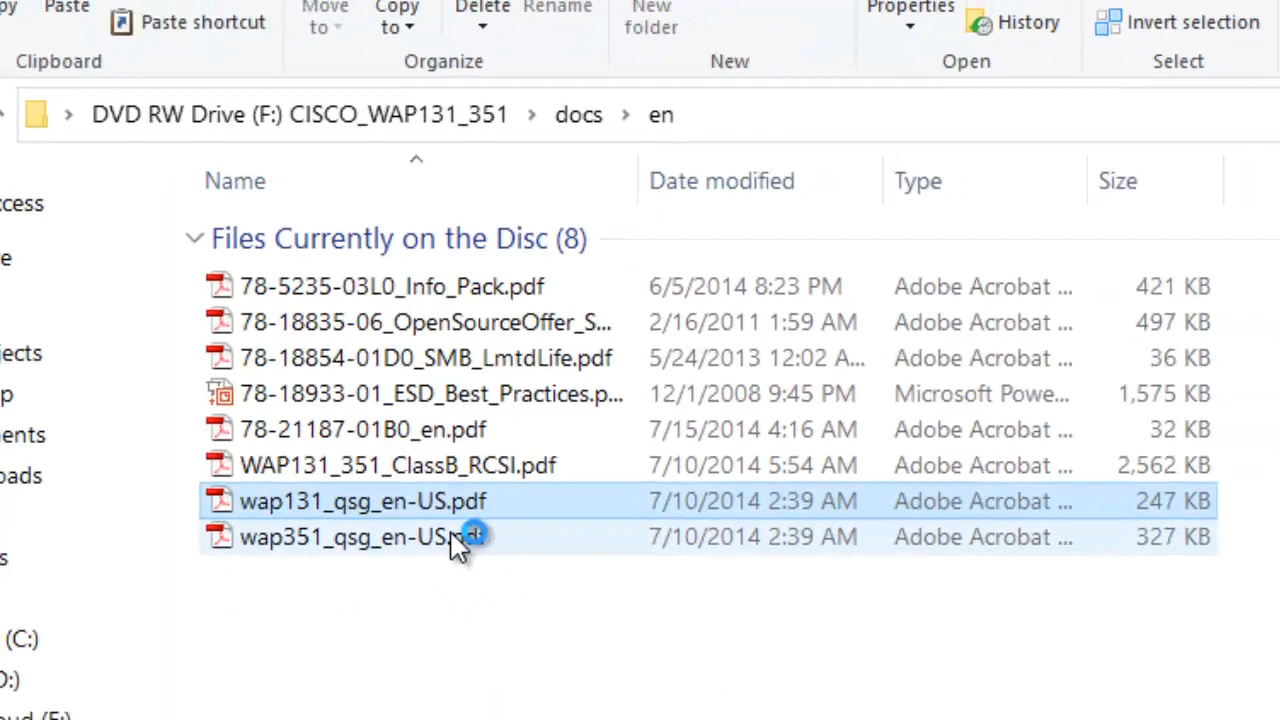 py Paste Move Copy Delete Rename New Properties
Paste shortcut to to folder History Invert selection
Clipboard Organize New Open Select
DVD RW Drive (F:) CISCO_WAP131_351 > docs > en
Name Date modified Type Size
ccess
Files Currently on the Disc (8)
e
78-5235-03L0_Info_Pack.pdf 6/5/2014 8:23 PM Adobe Acrobat ... 421 KB
78-18835-06_OpenSourceOffer_S... 2/16/2011 1:59 AM Adobe Acrobat ... 497 KB
jects 78-18854-01D0_SMB_LmtdLife.pdf 5/24/2013 12:02 A... Adobe Acrobat ... 36 KB
p 78-18933-01_ESD_Best_Practices.p... 12/1/2008 9:45 PM Microsoft Powe... 1,575 KB
ents 78-21187-01B0_en.pdf 7/15/2014 4:16 AM Adobe Acrobat ... 32 KB
oads WAP131_351_ClassB_RCSI.pdf 7/10/2014 5:54 AM Adobe Acrobat ... 2,562 KB
wap131_qsg_en-US.pdf 7/10/2014 2:39 AM Adobe Acrobat ... 247 KB
s wap351_qsg_en-US.pdf 7/10/2014 2:39 AM Adobe Acrobat ... 327 KB
(C:)
D:)
oud (F:)